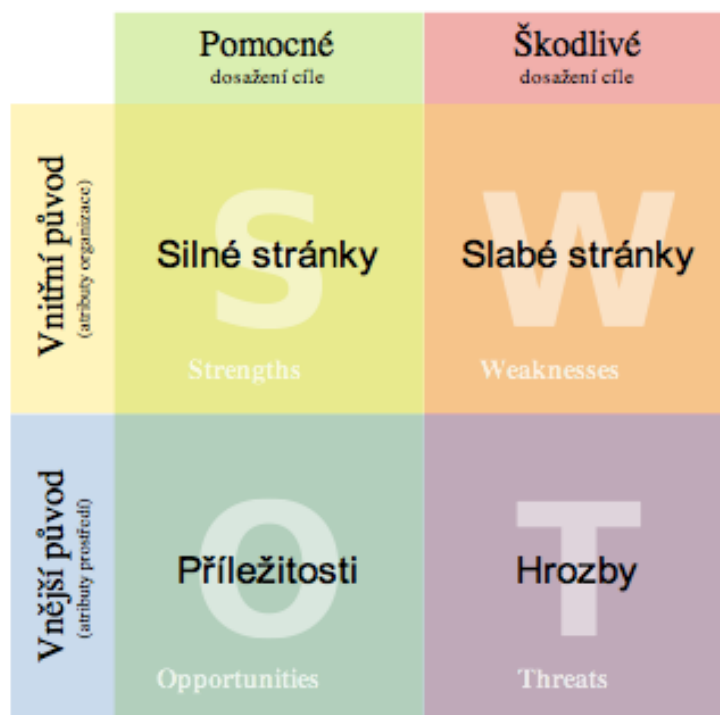 Pomocné
dosažení cíle
Škodlivé
dosažení cíle
Vnitřní původ
(atributy organizace)
S
Silné stránky
Strengths
W
Slabé stránky
Weaknesses
Vnější původ
(atributy prostředí)
O
Příležitosti
Opportunities
T
Hrozby
Threats